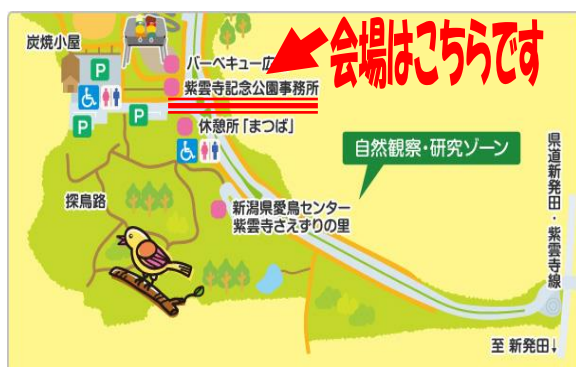 炭焼小屋
会場はこちらです
バーベキュー広
P
紫雲寺記念公園事務所
P
P
休憩所「まつば」
自然観察・研究ゾーン
県道新発田・紫雲寺線
探鳥路
新潟県愛鳥センター
紫雲寺さえずりの里
至 新発田↓